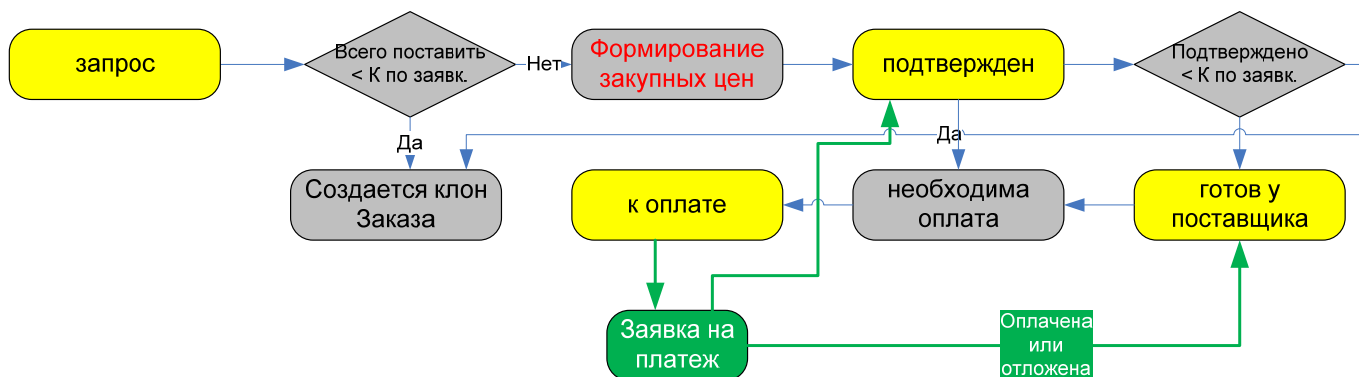 запрос
Всего поставить
< К по заявк.
Нет
Формирование
закупных цен
подтвержден
Подтверждено
< К по заявк.
Да
Да
Создается клон
Заказа
к оплате
необходима
оплата
готов у
поставщика
Заявка на
платеж
Оплачена
или
отложена